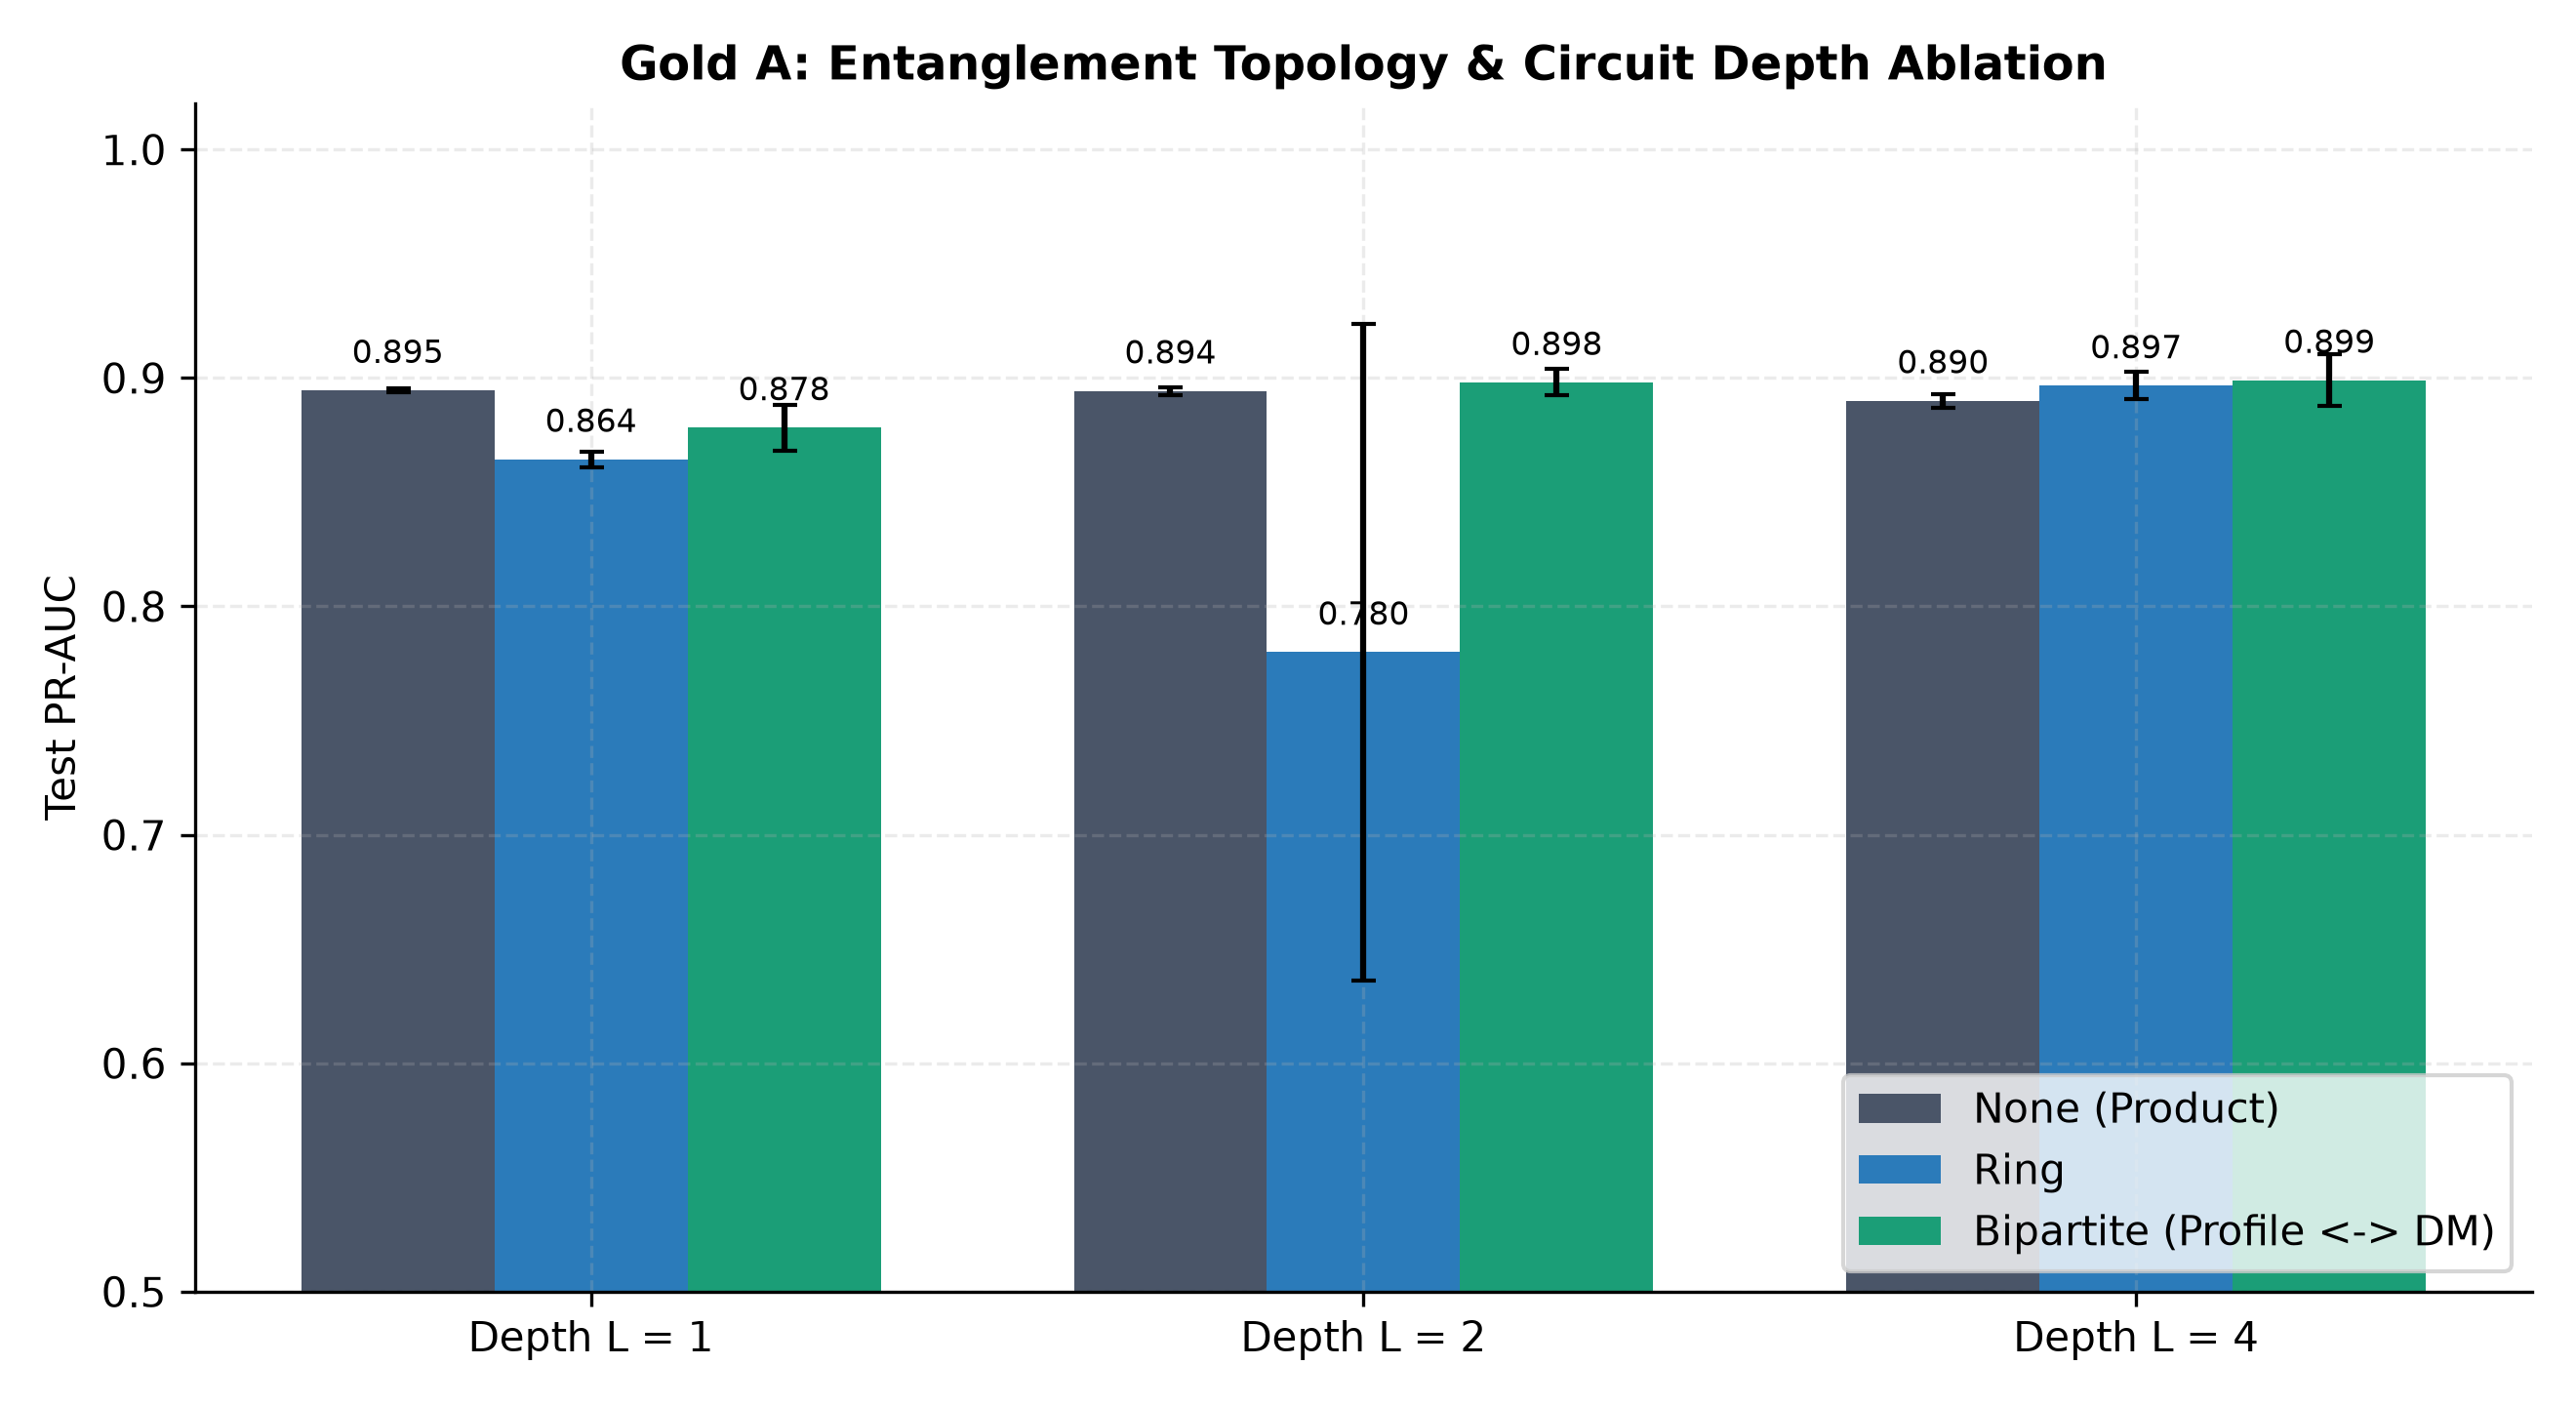 Gold A: Entanglement Topology & Circuit Depth Ablation
Test PR-AUC
1.0
0.9
0.8
0.7
0.6
0.5
0.895
0.864
0.878
0.894
0.780
0.898
0.890
0.897
0.899
None (Product)
Ring
Bipartite (Profile <-> DM)
Depth L = 1
Depth L = 2
Depth L = 4